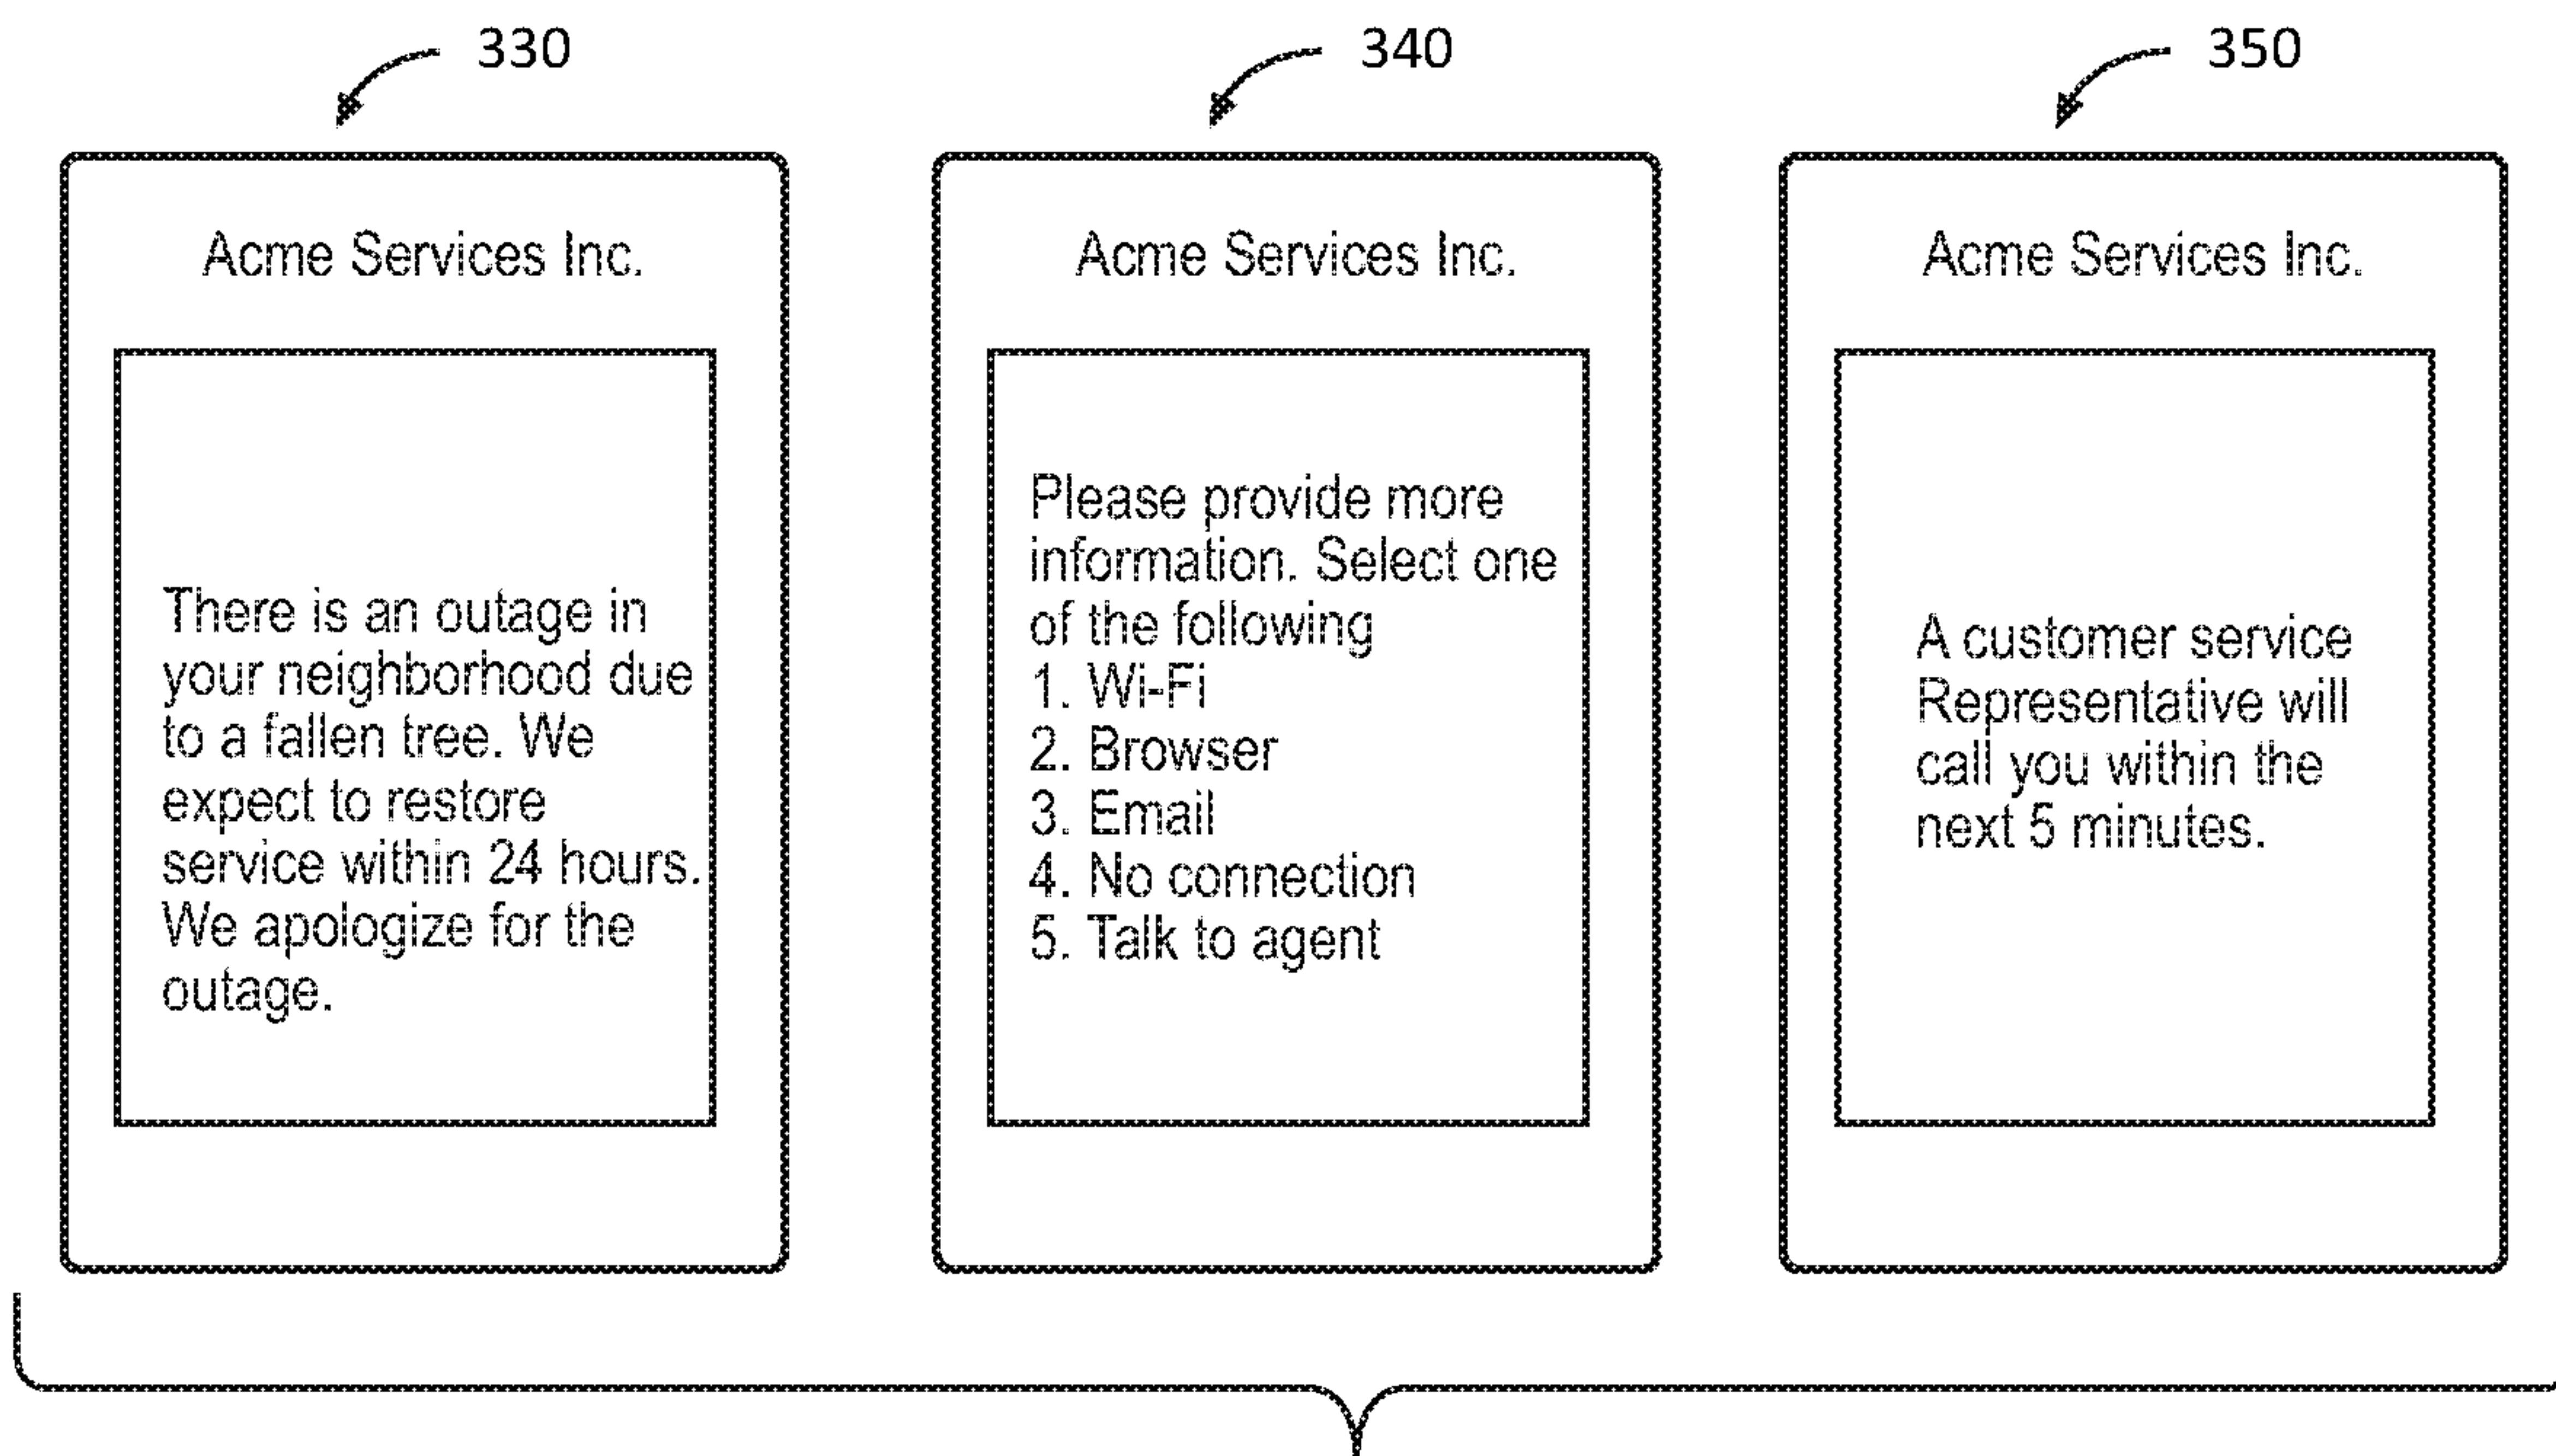 330
340
350
Acme Services Inc.
There is an outage in
your neighborhood due
to a fallen tree. We
expect to restore
service within 24 hours.
We apologize for the
outage.
Acme Services Inc.
Please provide more
information. Select one
of the following
1. Wi-Fi
2. Browser
3. Email
4. No connection
5. Talk to agent
Acme Services Inc.
A customer service
Representative will
call you within the
next 5 minutes.